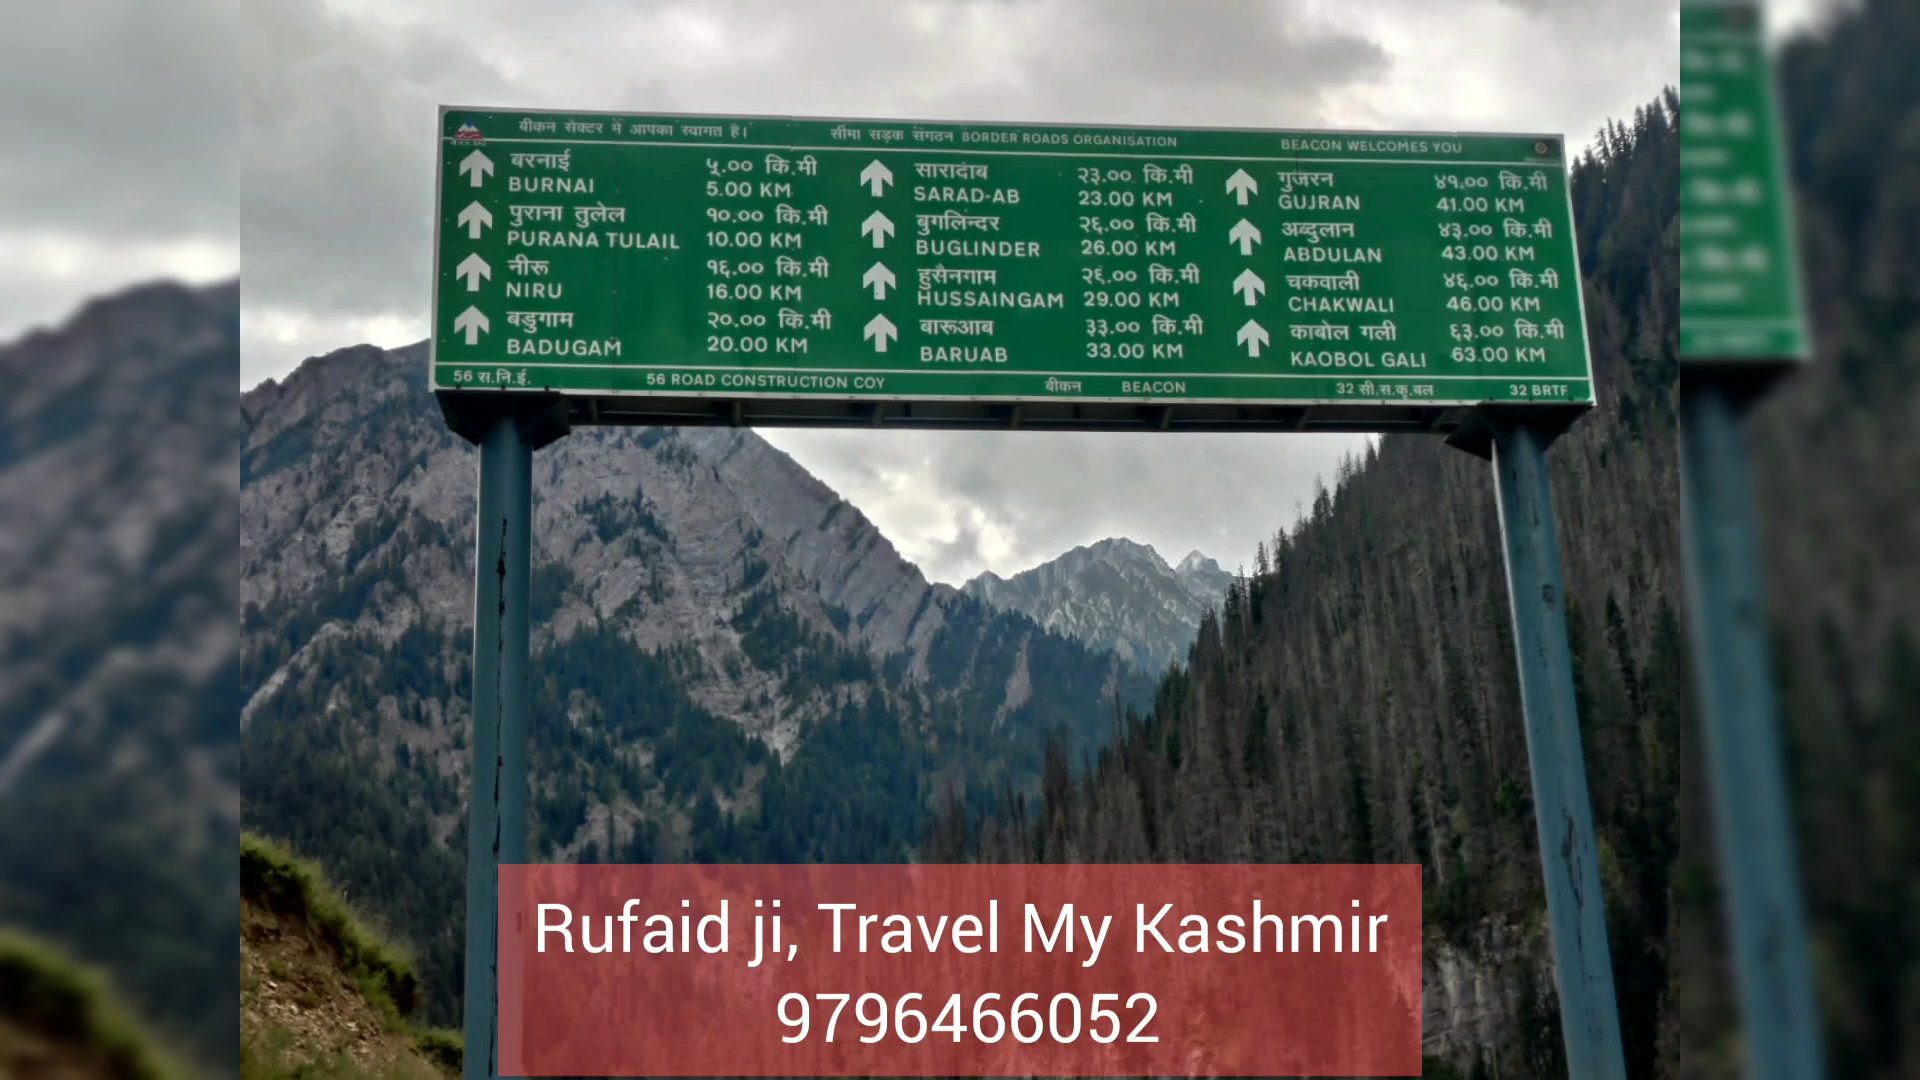 बीकन सेक्टर में आपका स्वागत है।
सीमा सड़क संगठन BORDER ROADS ORGANISATION
BEACON WELCOMES YOU
बरनाई ५.०० कि.मी
BURNAI 5.00 KM
पुराना तुलेल १०.०० कि.मी
PURANA TULAIL 10.00 KM
नीरू १६.०० कि.मी
NIRU 16.00 KM
बडुगाम २०.०० कि.मी
BADUGAM 20.00 KM
सारादाब २३.०० कि.मी
SARAD-AB 23.00 KM
बुगलिन्दर २६.०० कि.मी
BUGLINDER 26.00 KM
हुसैनगाम २६.०० कि.मी
HUSSAINGAM 29.00 KM
बारूआब ३३.०० कि.मी
BARUAB 33.00 KM
गुजरन ४१.०० कि.मी
GUJRAN 41.00 KM
अब्दुलान ४३.०० कि.मी
ABDULAN 43.00 KM
चकवाली ४६.०० कि.मी
CHAKWALI 46.00 KM
काबोल गली ६३.०० कि.मी
KAOBOL GALI 63.00 KM
56 स.नि.ई. 56 ROAD CONSTRUCTION COY बीकन BEACON 32 सी.स.कृ.बल 32 BRTF
Rufaid ji, Travel My Kashmir
9796466052